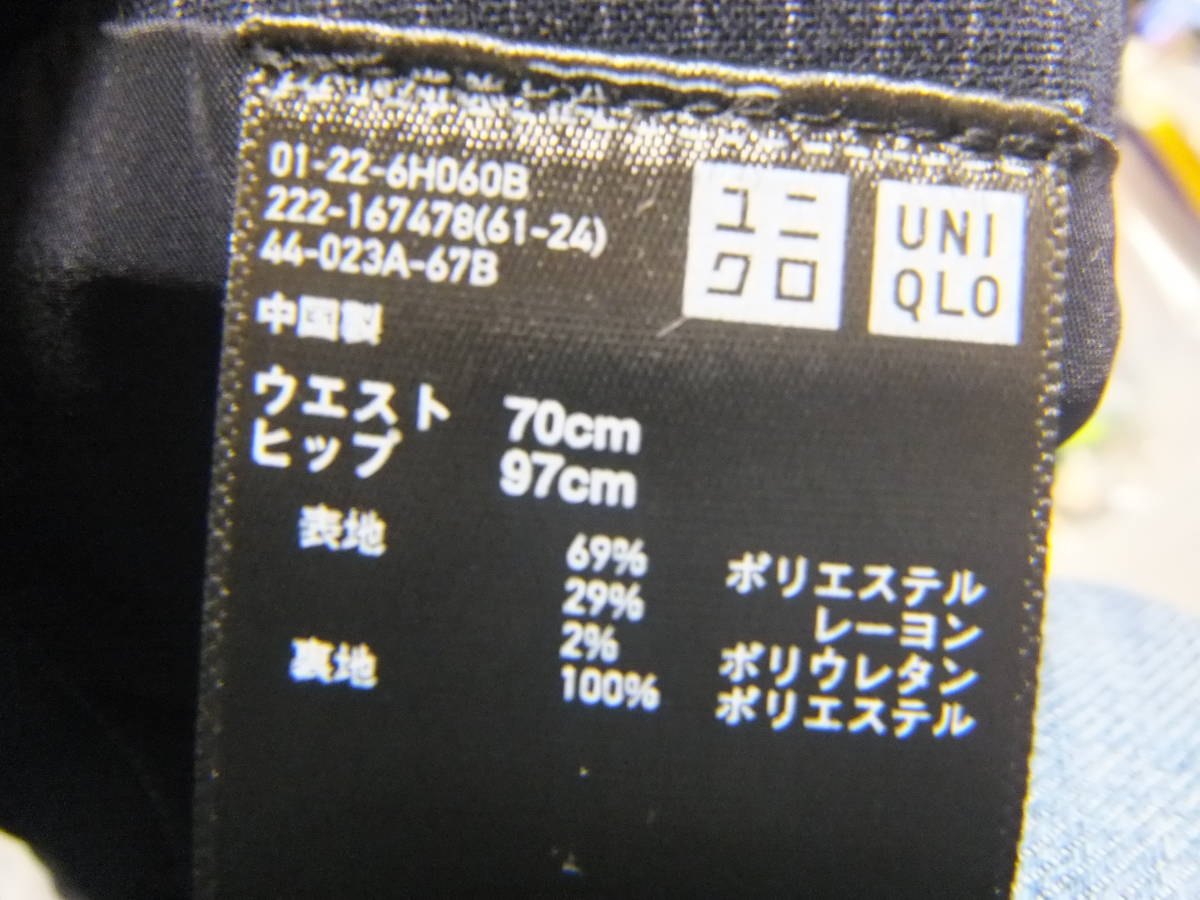 01-22-6H060B
222-167478(61-24)
44-023A-67B
ユニ
クロ
UNI
QLO
中国製
ウエスト 70cm
ヒップ 97cm
表地 69% ポリエステル
29% レーヨン
2% ポリウレタン
裏地 100% ポリエステル